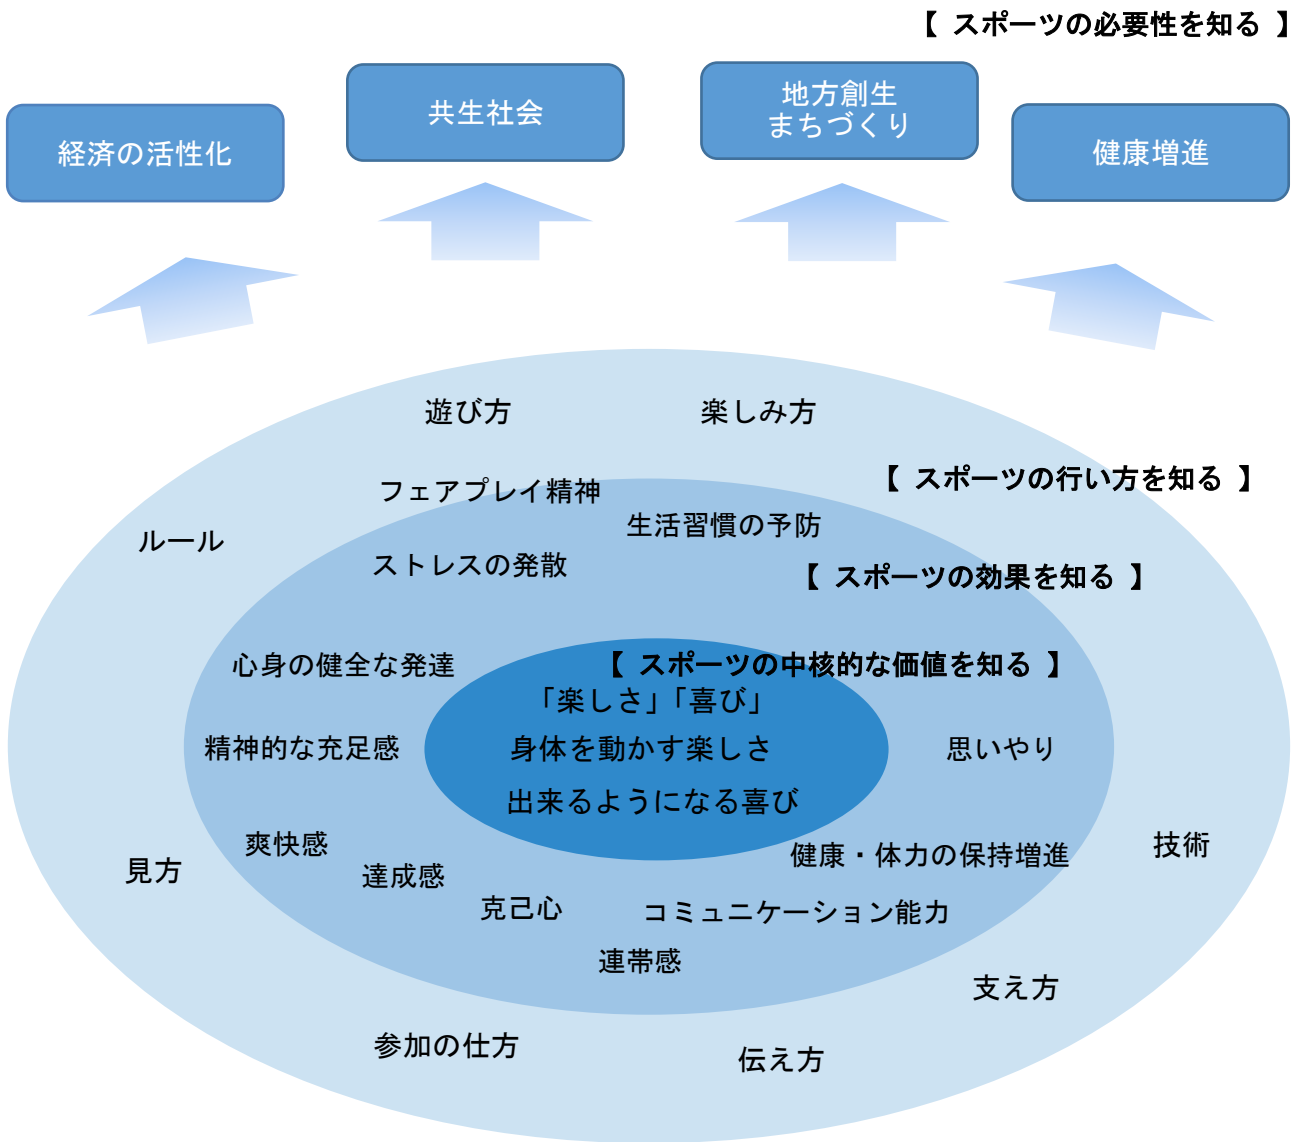 【 スポーツの必要性を知る 】
経済の活性化
共生社会
地方創生
まちづくり
健康増進
遊び方
楽しみ方
【 スポーツの行い方を知る 】
フェアプレイ精神
生活習慣の予防
ルール
ストレスの発散
【 スポーツの効果を知る 】
心身の健全な発達
【 スポーツの中核的な価値を知る 】
「楽しさ」「喜び」
精神的な充足感
身体を動かす楽しさ
思いやり
出来るようになる喜び
爽快感
健康・体力の保持増進
技術
見方
達成感
克己心
コミュニケーション能力
連帯感
支え方
参加の仕方
伝え方